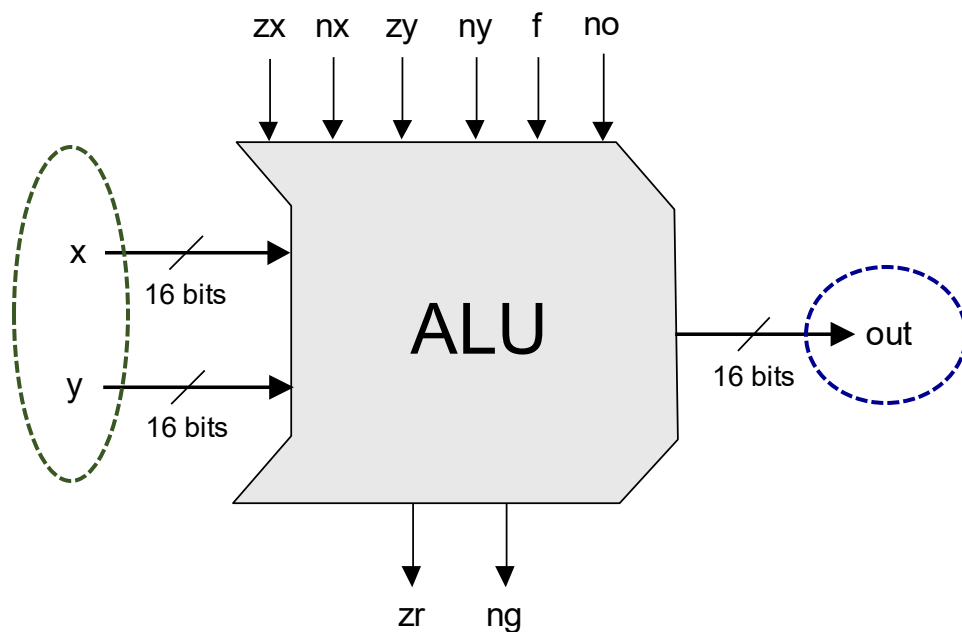 zx nx zy ny f no
x
16 bits
ALU
out
y
16 bits
16 bits
zr ng